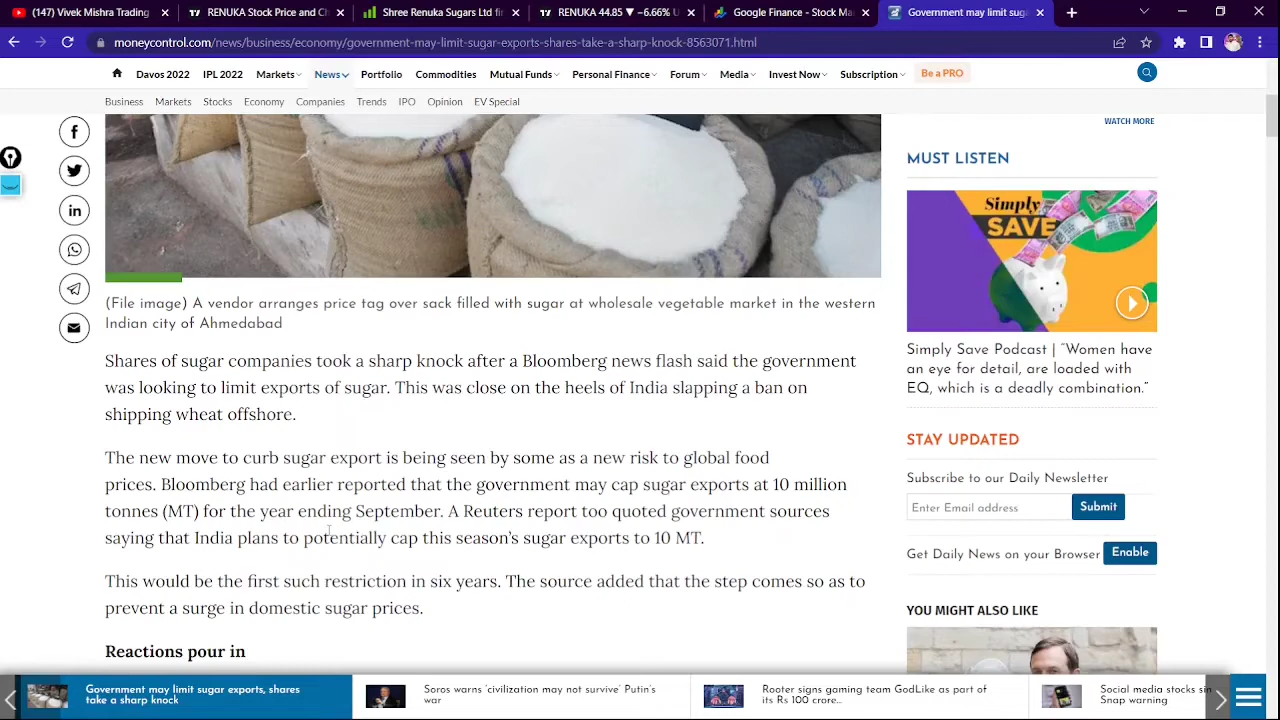 (147) Vivek Mishra Trading
RENUKA Stock Price and Ch
Shree Renuka Sugars Ltd fi
RENUKA 44.85 ▼ −6.66% U
Google Finance - Stock Ma
Government may limit sug
moneycontrol.com/news/business/economy/government-may-limit-sugar-exports-shares-take-a-sharp-knock-8563071.html
Davos 2022 IPL 2022 Markets News Portfolio Commodities Mutual Funds Personal Finance Forum Media Invest Now Subscription Be a PRO
Business Markets Stocks Economy Companies Trends IPO Opinion EV Special
(File image) A vendor arranges price tag over sack filled with sugar at wholesale vegetable market in the western
Indian city of Ahmedabad
Shares of sugar companies took a sharp knock after a Bloomberg news flash said the government
was looking to limit exports of sugar. This was close on the heels of India slapping a ban on
shipping wheat offshore.
The new move to curb sugar export is being seen by some as a new risk to global food
prices. Bloomberg had earlier reported that the government may cap sugar exports at 10 million
tonnes (MT) for the year ending September. A Reuters report too quoted government sources
saying that India plans to potentially cap this season's sugar exports to 10 MT.
This would be the first such restriction in six years. The source added that the step comes so as to
prevent a surge in domestic sugar prices.
Reactions pour in
WATCH MORE
MUST LISTEN
Simply
SAVE
Simply Save Podcast | “Women have
an eye for detail, are loaded with
EQ, which is a deadly combination.”
STAY UPDATED
Subscribe to our Daily Newsletter
Enter Email address Submit
Get Daily News on your Browser Enable
YOU MIGHT ALSO LIKE
Government may limit sugar exports, shares
take a sharp knock
Soros warns ‘civilization may not survive’ Putin's
war
Rooter signs gaming team GodLike as part of
its Rs 100 crore...
Social media stocks sin
Snap warning